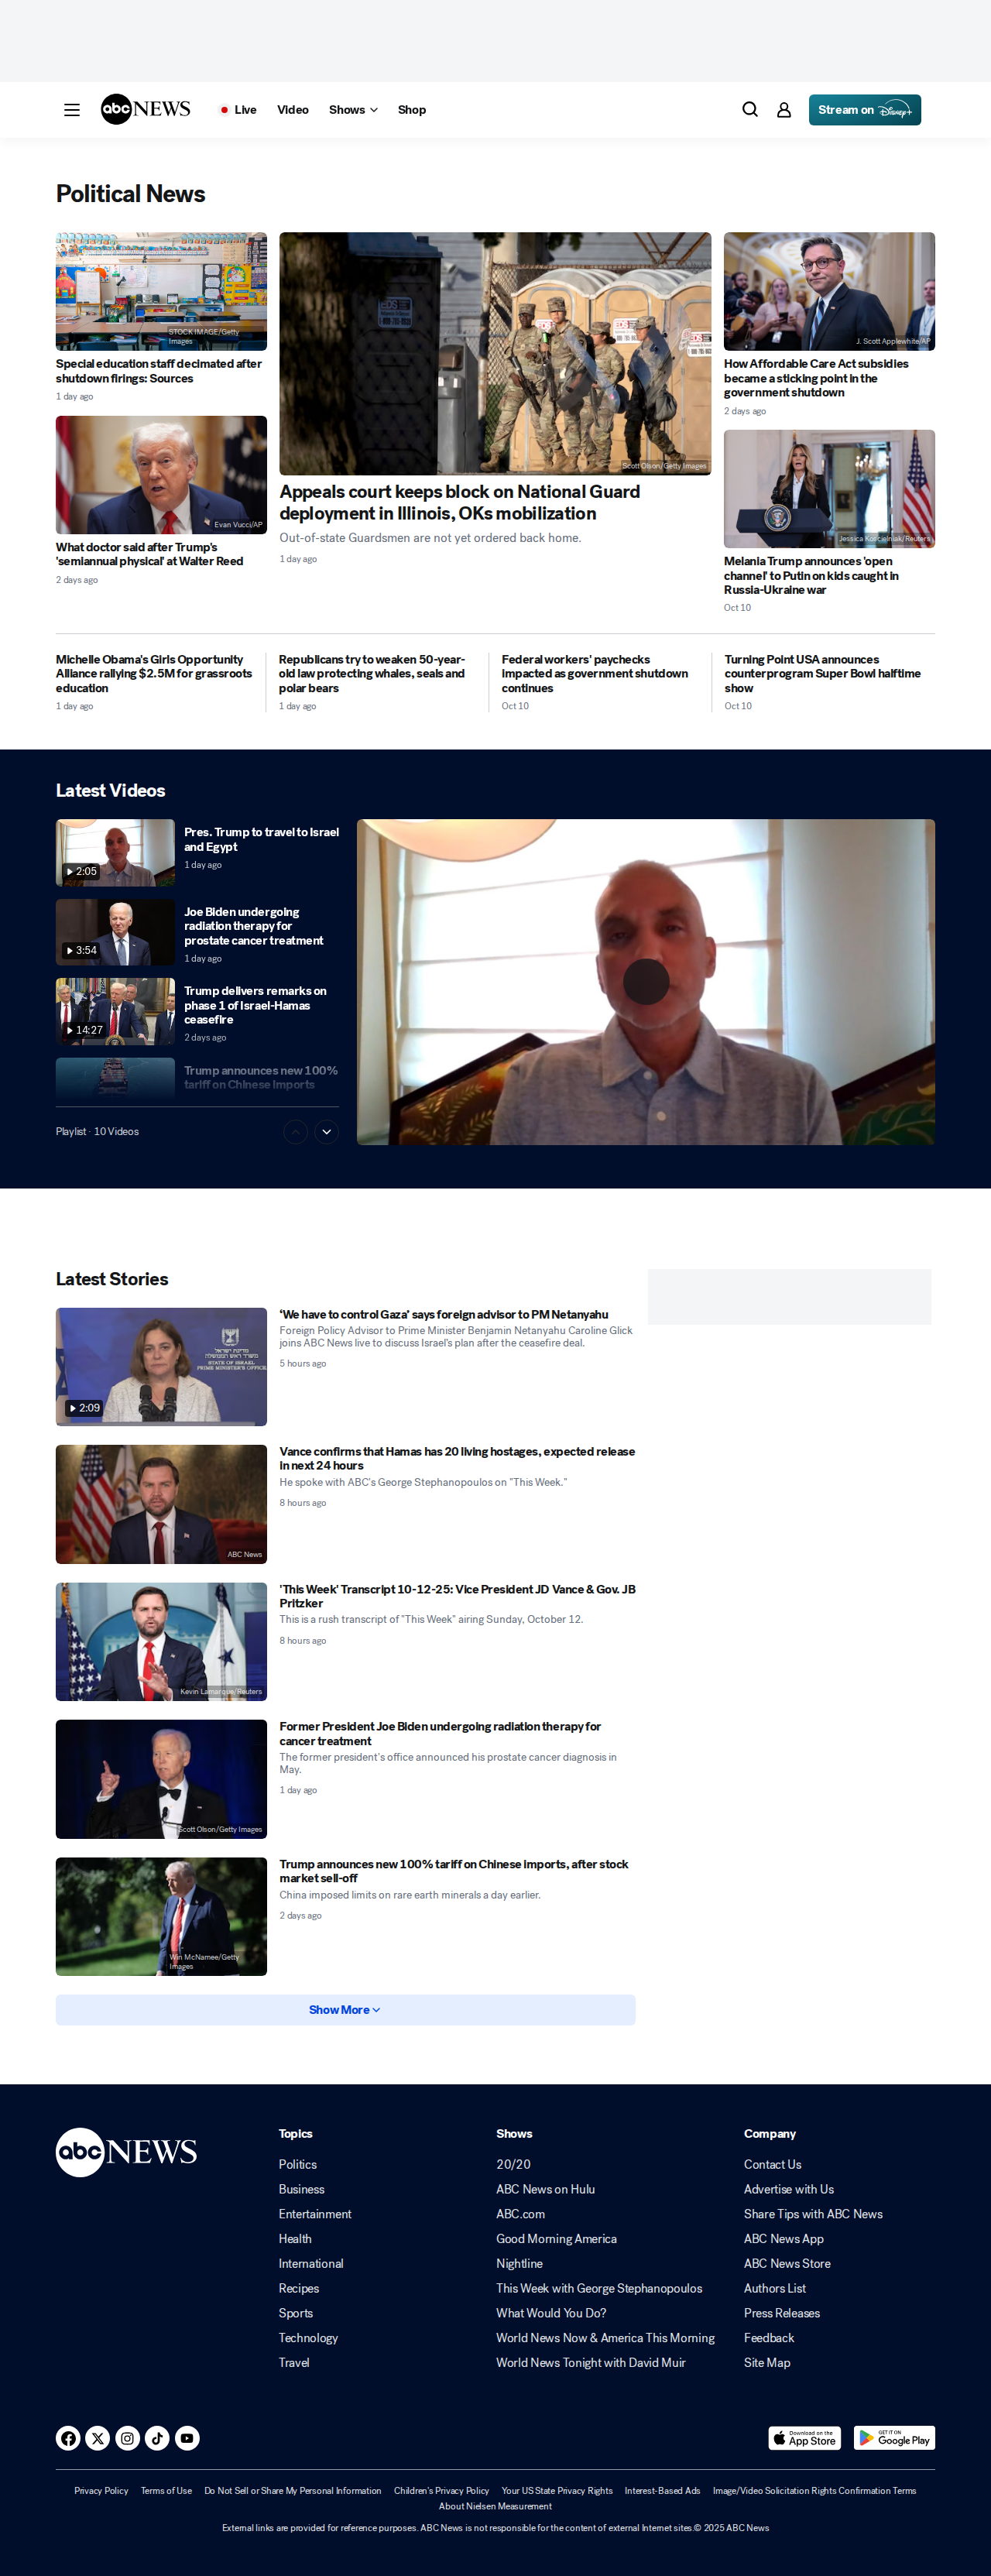 abc NEWS
Live
Video
Shows
Shop
Stream on Disney+
Political News
STOCK IMAGE/Getty
Images
Special education staff decimated after
shutdown firings: Sources
1 day ago
Evan Vucci/AP
What doctor said after Trump's
'semiannual physical' at Walter Reed
2 days ago
EDS
Scott Olson/Getty Images
Appeals court keeps block on National Guard
deployment in Illinois, OKs mobilization
Out-of-state Guardsmen are not yet ordered back home.
1 day ago
J. Scott Applewhite/AP
How Affordable Care Act subsidies
became a sticking point in the
government shutdown
2 days ago
Jessica Koscielniak/Reuters
Melania Trump announces 'open
channel' to Putin on kids caught in
Russia-Ukraine war
Oct 10
Michelle Obama's Girls Opportunity
Alliance rallying $2.5M for grassroots
education
1 day ago
Republicans try to weaken 50-year-
old law protecting whales, seals and
polar bears
1 day ago
Federal workers' paychecks
impacted as government shutdown
continues
Oct 10
Turning Point USA announces
counterprogram Super Bowl halftime
show
Oct 10
Latest Videos
2:05
Pres. Trump to travel to Israel
and Egypt
1 day ago
3:54
Joe Biden undergoing
radiation therapy for
prostate cancer treatment
1 day ago
14:27
Trump delivers remarks on
phase 1 of Israel-Hamas
ceasefire
2 days ago
Trump announces new 100%
tariff on Chinese imports
Playlist · 10 Videos
Latest Stories
STATE OF ISRAEL
PRIME MINISTER'S OFFICE
2:09
‘We have to control Gaza’ says foreign advisor to PM Netanyahu
Foreign Policy Advisor to Prime Minister Benjamin Netanyahu Caroline Glick
joins ABC News live to discuss Israel's plan after the ceasefire deal.
5 hours ago
ABC News
Vance confirms that Hamas has 20 living hostages, expected release
in next 24 hours
He spoke with ABC's George Stephanopoulos on "This Week."
8 hours ago
Kevin Lamarque/Reuters
'This Week' Transcript 10-12-25: Vice President JD Vance & Gov. JB
Pritzker
This is a rush transcript of "This Week" airing Sunday, October 12.
8 hours ago
Scott Olson/Getty Images
Former President Joe Biden undergoing radiation therapy for
cancer treatment
The former president's office announced his prostate cancer diagnosis in
May.
1 day ago
Win McNamee/Getty
Images
Trump announces new 100% tariff on Chinese imports, after stock
market sell-off
China imposed limits on rare earth minerals a day earlier.
2 days ago
Show More
abc NEWS
Topics
Politics
Business
Entertainment
Health
International
Recipes
Sports
Technology
Travel
Shows
20/20
ABC News on Hulu
ABC.com
Good Morning America
Nightline
This Week with George Stephanopoulos
What Would You Do?
World News Now & America This Morning
World News Tonight with David Muir
Company
Contact Us
Advertise with Us
Share Tips with ABC News
ABC News App
ABC News Store
Authors List
Press Releases
Feedback
Site Map
Download on the
App Store
GET IT ON
Google Play
Privacy Policy Terms of Use Do Not Sell or Share My Personal Information Children's Privacy Policy Your US State Privacy Rights Interest-Based Ads Image/Video Solicitation Rights Confirmation Terms
About Nielsen Measurement
External links are provided for reference purposes. ABC News is not responsible for the content of external Internet sites.© 2025 ABC News